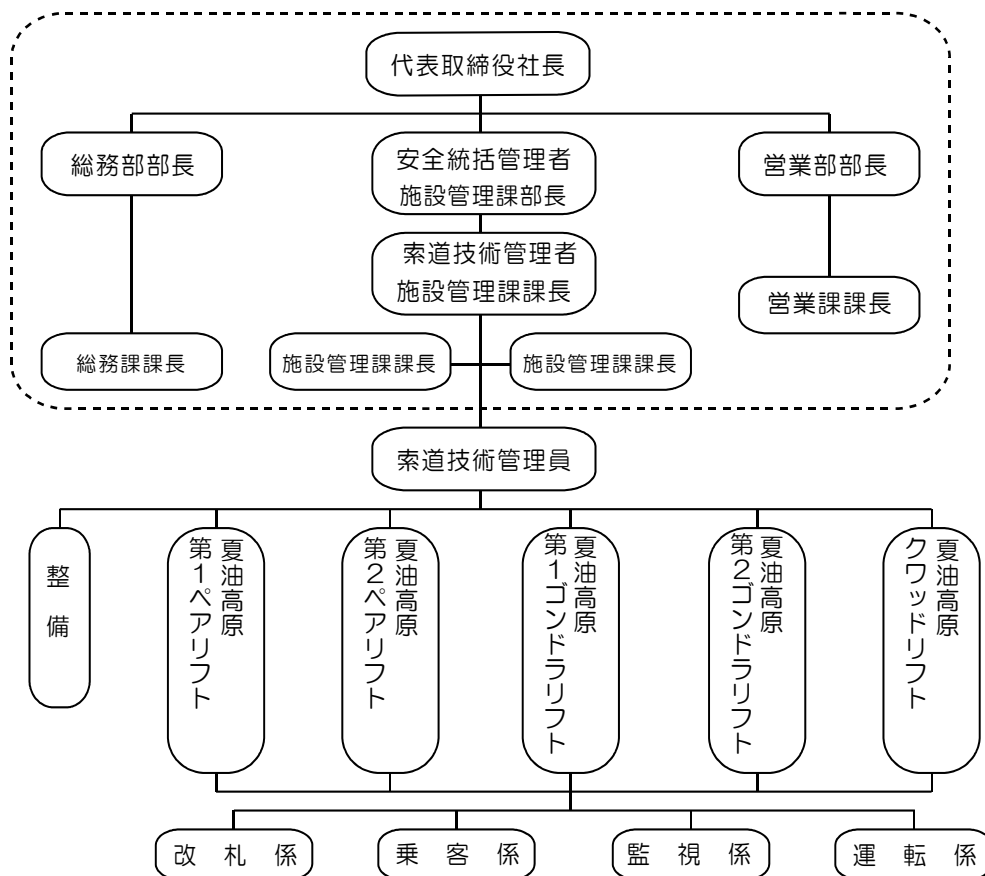 代表取締役社長
総務部部長
安全統括管理者
施設管理課部長
営業部部長
索道技術管理者
施設管理課課長
営業課課長
総務課課長
施設管理課課長
施設管理課課長
索道技術管理員
整備
夏油高原
第1ペアリフト
夏油高原
第2ペアリフト
夏油高原
第1ゴンドラリフト
夏油高原
第2ゴンドラリフト
夏油高原
クワッドリフト
改札係
乗客係
監視係
運転係